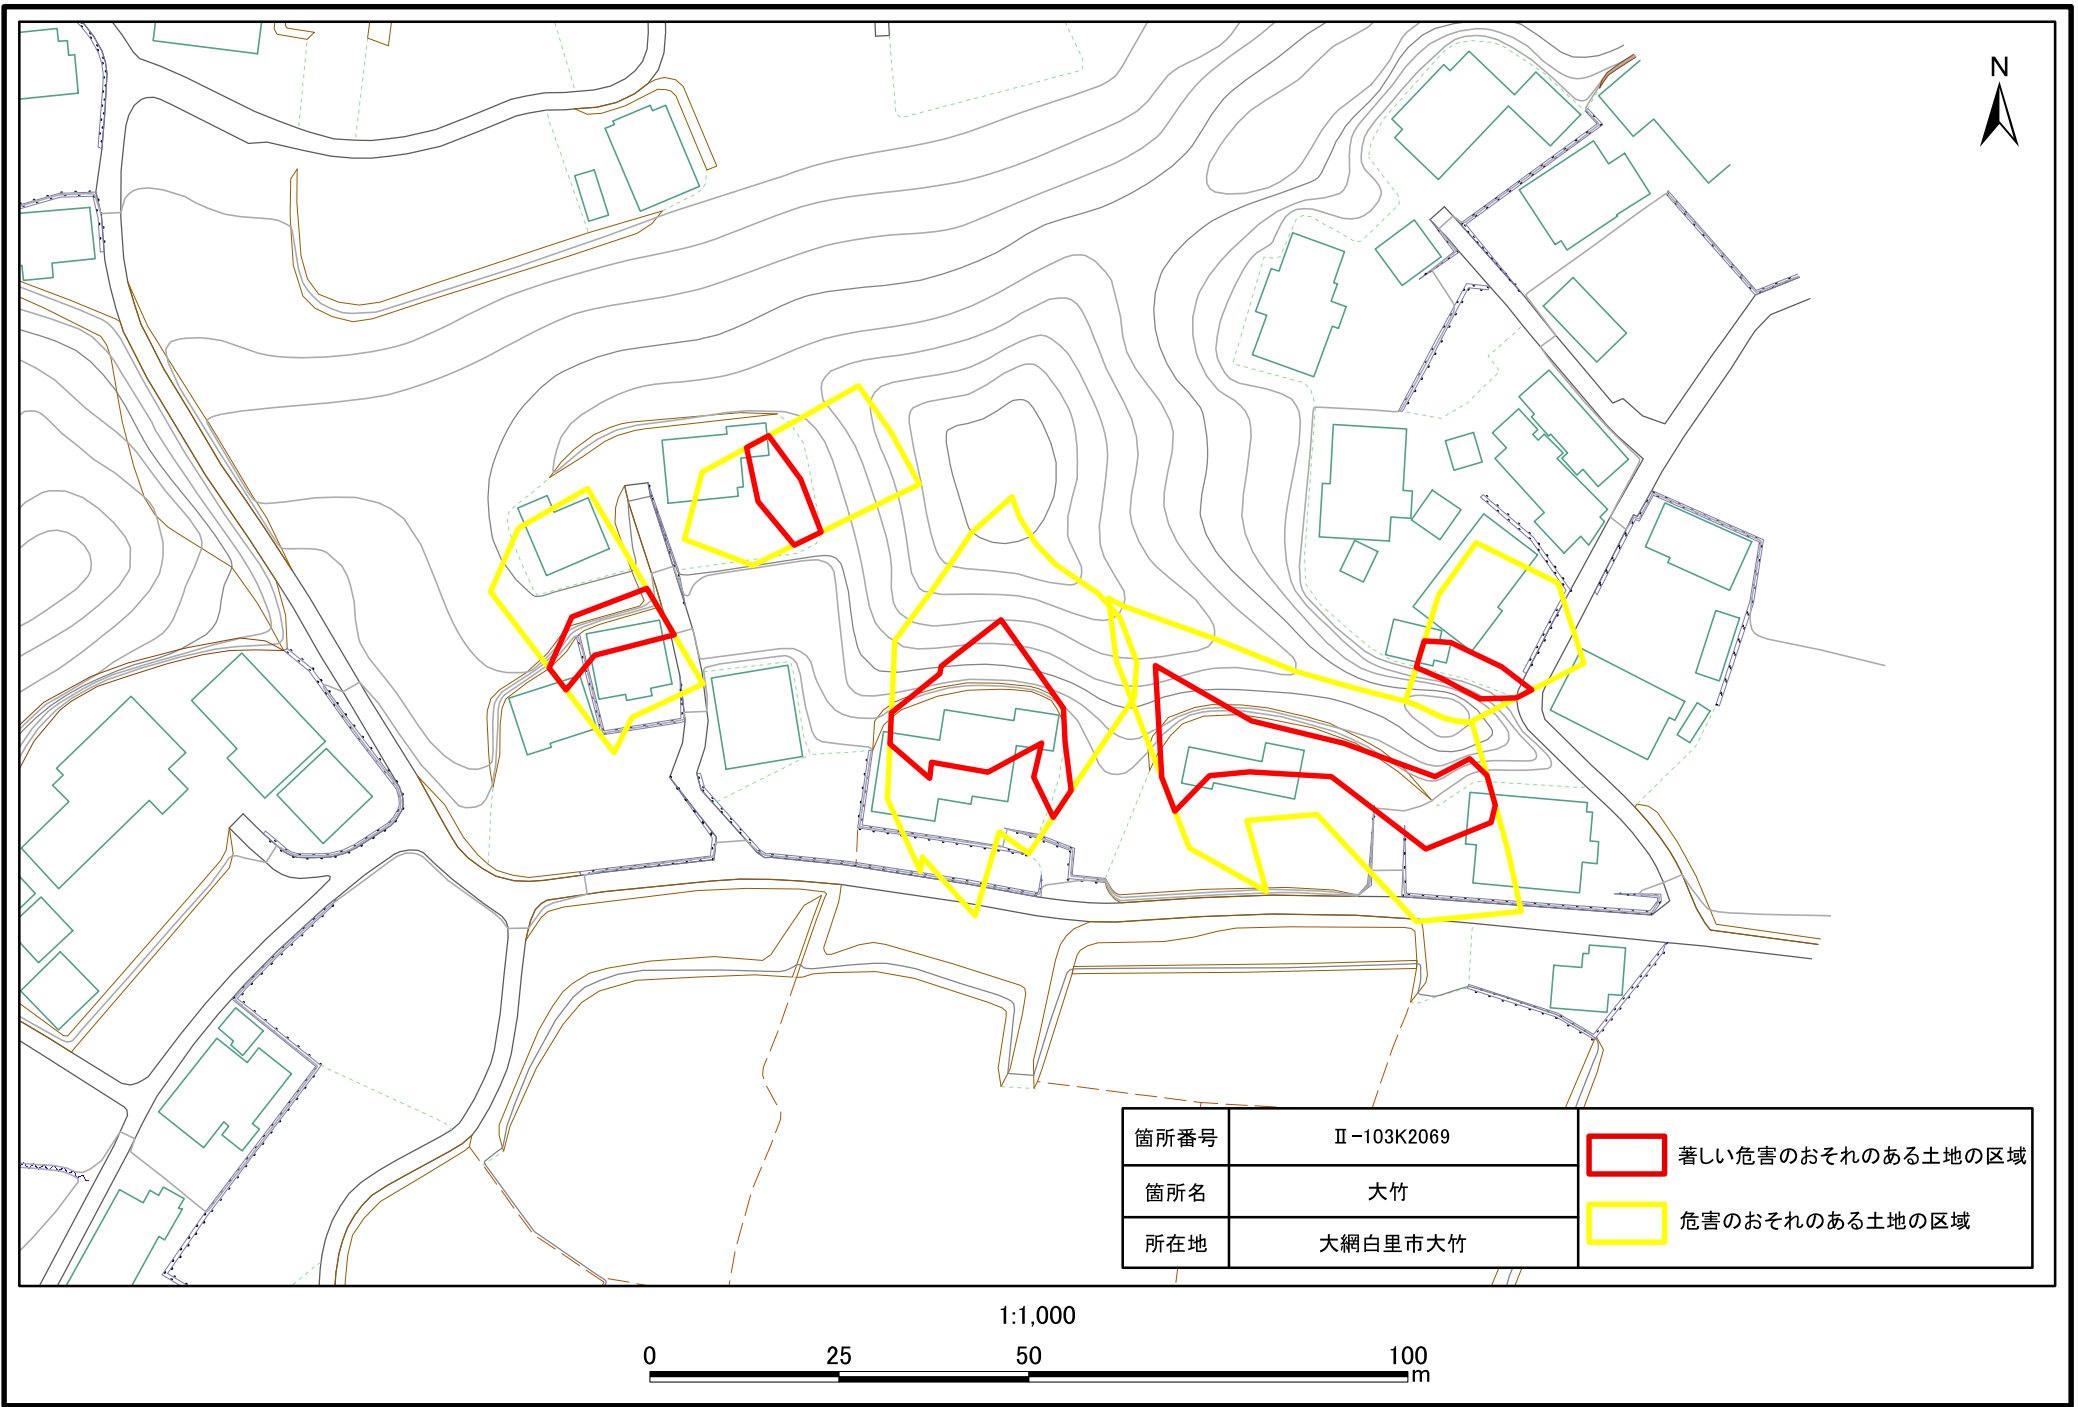 N
箇所番号 Ⅱ-103K2069
箇所名 大竹
所在地 大網白里市大竹
著しい危害のおそれのある土地の区域
危害のおそれのある土地の区域
1:1,000
0 25 50 100
m